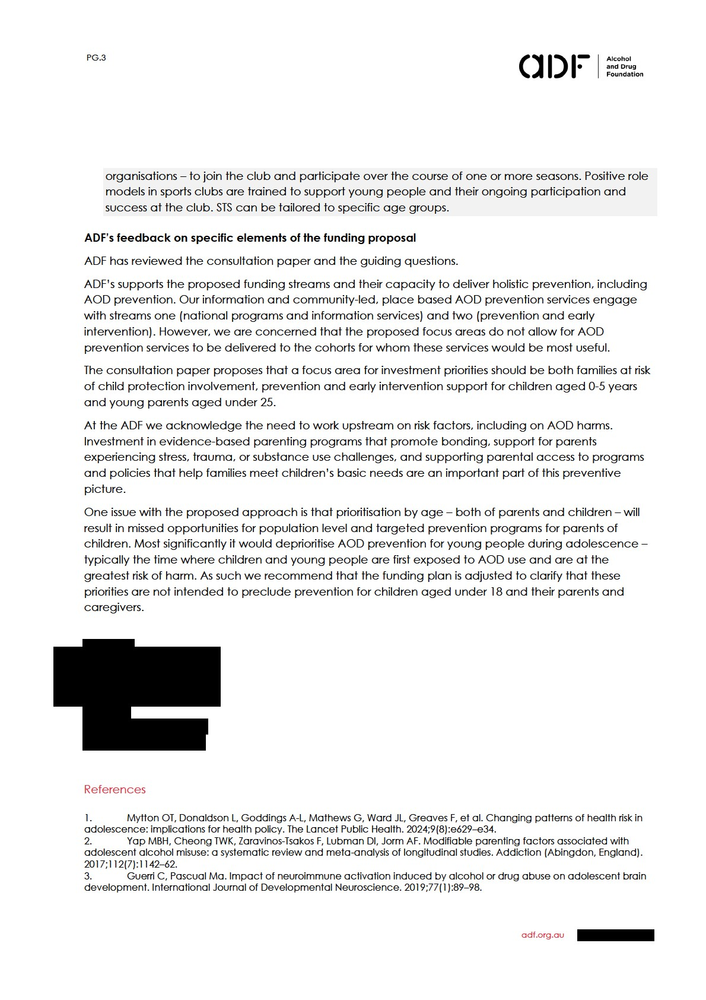 PG.3
aDF
Alcohol
and Drug
Foundation
organisations – to join the club and participate over the course of one or more seasons. Positive role
models in sports clubs are trained to support young people and their ongoing participation and
success at the club. STS can be tailored to specific age groups.
ADF's feedback on specific elements of the funding proposal
ADF has reviewed the consultation paper and the guiding questions.
ADF's supports the proposed funding streams and their capacity to deliver holistic prevention, including
AOD prevention. Our information and community-led, place based AOD prevention services engage
with streams one (national programs and information services) and two (prevention and early
intervention). However, we are concerned that the proposed focus areas do not allow for AOD
prevention services to be delivered to the cohorts for whom these services would be most useful.
The consultation paper proposes that a focus area for investment priorities should be both families at risk
of child protection involvement, prevention and early intervention support for children aged 0-5 years
and young parents aged under 25.
At the ADF we acknowledge the need to work upstream on risk factors, including on AOD harms.
Investment in evidence-based parenting programs that promote bonding, support for parents
experiencing stress, trauma, or substance use challenges, and supporting parental access to programs
and policies that help families meet children's basic needs are an important part of this preventive
picture.
One issue with the proposed approach is that prioritisation by age – both of parents and children – will
result in missed opportunities for population level and targeted prevention programs for parents of
children. Most significantly it would deprioritise AOD prevention for young people during adolescence –
typically the time where children and young people are first exposed to AOD use and are at the
greatest risk of harm. As such we recommend that the funding plan is adjusted to clarify that these
priorities are not intended to preclude prevention for children aged under 18 and their parents and
caregivers.
References
1. Mytton OT, Donaldson L, Goddings A-L, Mathews G, Ward JL, Greaves F, et al. Changing patterns of health risk in
adolescence: implications for health policy. The Lancet Public Health. 2024;9(8):e629–e34.
2. Yap MBH, Cheong TWK, Zaravinos-Tsakos F, Lubman DI, Jorm AF. Modifiable parenting factors associated with
adolescent alcohol misuse: a systematic review and meta-analysis of longitudinal studies. Addiction (Abingdon, England).
2017;112(7):1142–62.
3. Guerri C, Pascual Ma. Impact of neuroimmune activation induced by alcohol or drug abuse on adolescent brain
development. International Journal of Developmental Neuroscience. 2019;77(1):89–98.
adf.org.au